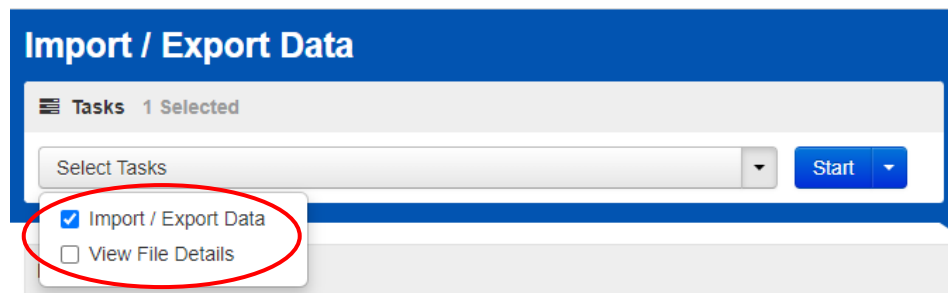 Import / Export Data
Tasks 1 Selected
Select Tasks
Start
Import / Export Data
View File Details